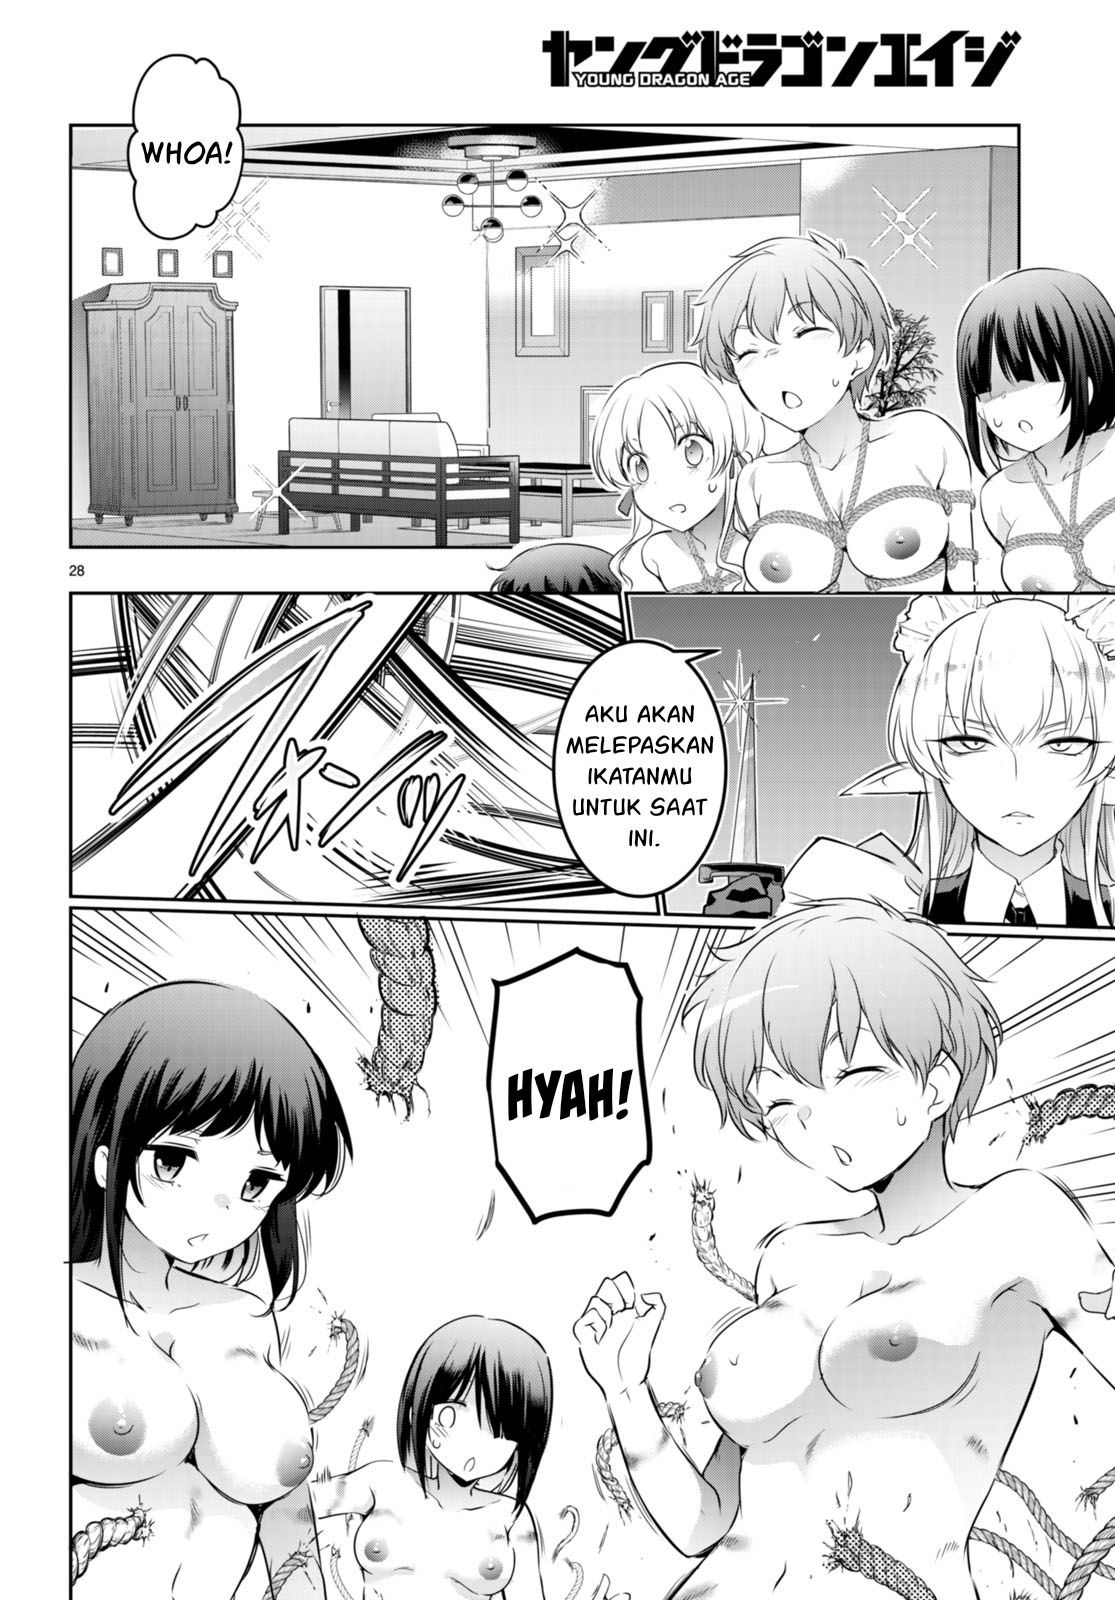 ヤングドラゴンエイジ
YOUNG DRAGON AGE
WHOA!
28
AKU AKAN
MELEPASKAN
IKATANMU
UNTUK SAAT
INI.
HYAH!